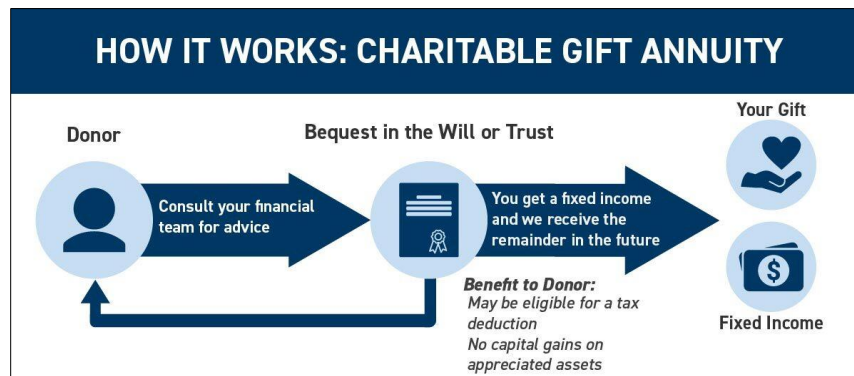 HOW IT WORKS: CHARITABLE GIFT ANNUITY
Donor
Bequest in the Will or Trust
Your Gift
Consult your financial
team for advice
You get a fixed income
and we receive the
remainder in the future
$
Fixed Income
Benefit to Donor:
May be eligible for a tax
deduction
No capital gains on
appreciated assets